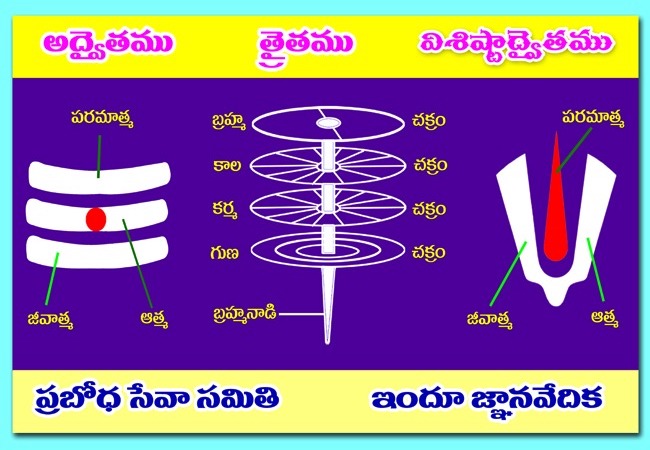 అద్వైతము త్రైతము విశిష్టాద్వైతము
పరమాత్మ బ్రహ్మ చక్రం పరమాత్మ
కాల చక్రం
కర్మ చక్రం
గుణ చక్రం
జీవాత్మ ఆత్మ బ్రహ్మనాడి జీవాత్మ ఆత్మ
ప్రబోధ సేవా సమితి ఇందూ జ్ఞానవేదిక